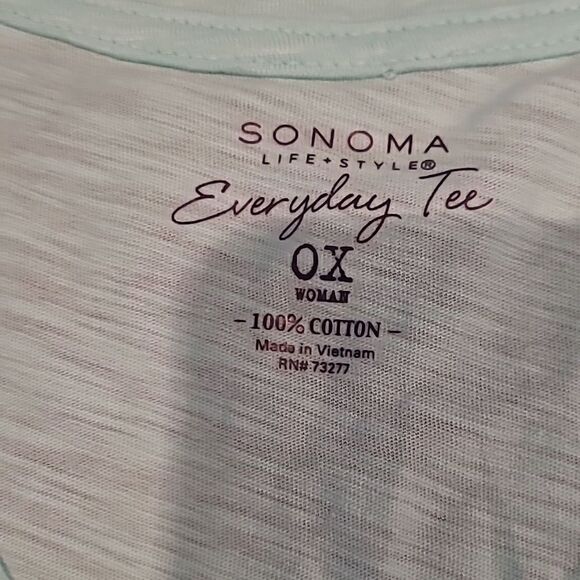 SONOMA
LIFE+STYLE®
Everyday Tee
0X
WOMAN
- 100% COTTON -
Made in Vietnam
RN# 73277